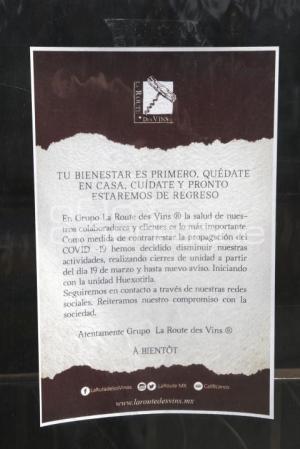 LA ROUTE
DES VINS
TU BIENESTAR ES PRIMERO, QUÉDATE
EN CASA, CUÍDATE Y PRONTO
ESTAREMOS DE REGRESO
En Grupo La Route des Vins ® la salud de nues-
tros colaboradores y clientes es lo más importante.
Como medida de contrarrestar la propagación del
COVID -19 hemos decidido disminuir nuestras
actividades, realizando cierres de unidad a partir
del día 19 de marzo y hasta nuevo aviso. Iniciando
con la unidad Huexotitla.
Seguiremos en contacto a través de nuestras redes
sociales. Reiteramos nuestro compromiso con la
sociedad.
Atentamente Grupo La Route des Vins ®
À BIENTÔT
LaRoutedesVinos
LaRoute MX
www.laroutedesvins.mx